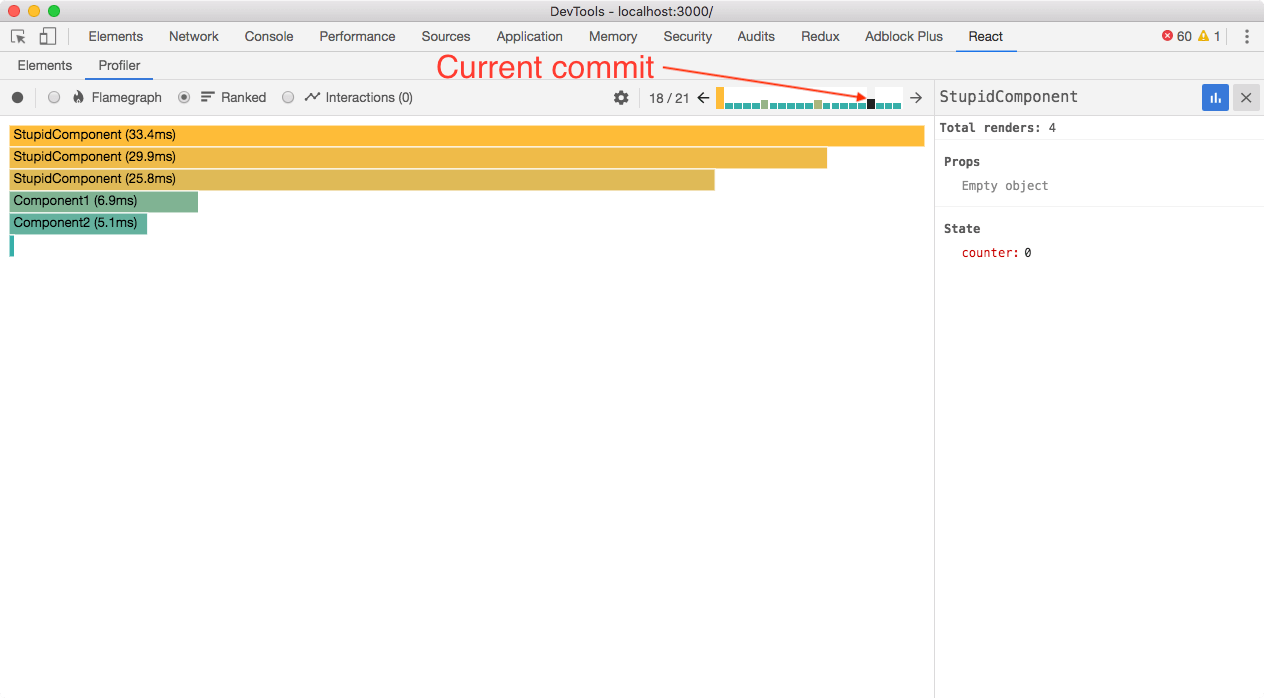 DevTools - localhost:3000/
Elements Network Console Performance Sources Application Memory Security Audits Redux Adblock Plus React 60 1
Elements Profiler
Current commit
Flamegraph Ranked Interactions (0) 18 / 21
StupidComponent
Total renders: 4
StupidComponent (33.4ms)
StupidComponent (29.9ms)
StupidComponent (25.8ms)
Component1 (6.9ms)
Component2 (5.1ms)
Props
Empty object
State
counter: 0